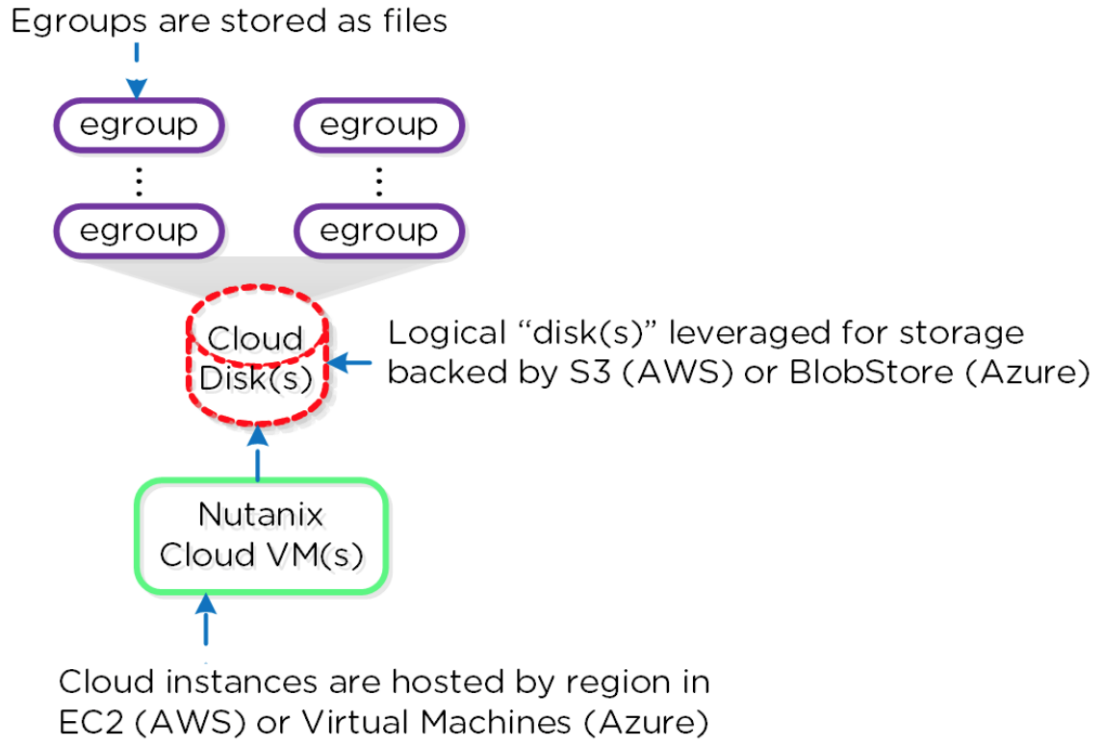 Egroups are stored as files
egroup
egroup
egroup
egroup
Cloud
Disk(s)
Logical “disk(s)” leveraged for storage
backed by S3 (AWS) or BlobStore (Azure)
Nutanix
Cloud VM(s)
Cloud instances are hosted by region in
EC2 (AWS) or Virtual Machines (Azure)